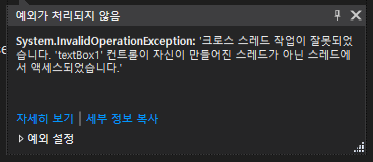 예외가 처리되지 않음
System.InvalidOperationException: '크로스 스레드 작업이 잘못되었
습니다. 'textBox1' 컨트롤이 자신이 만들어진 스레드가 아닌 스레드에
서 액세스되었습니다.'
자세히 보기 | 세부 정보 복사
예외 설정